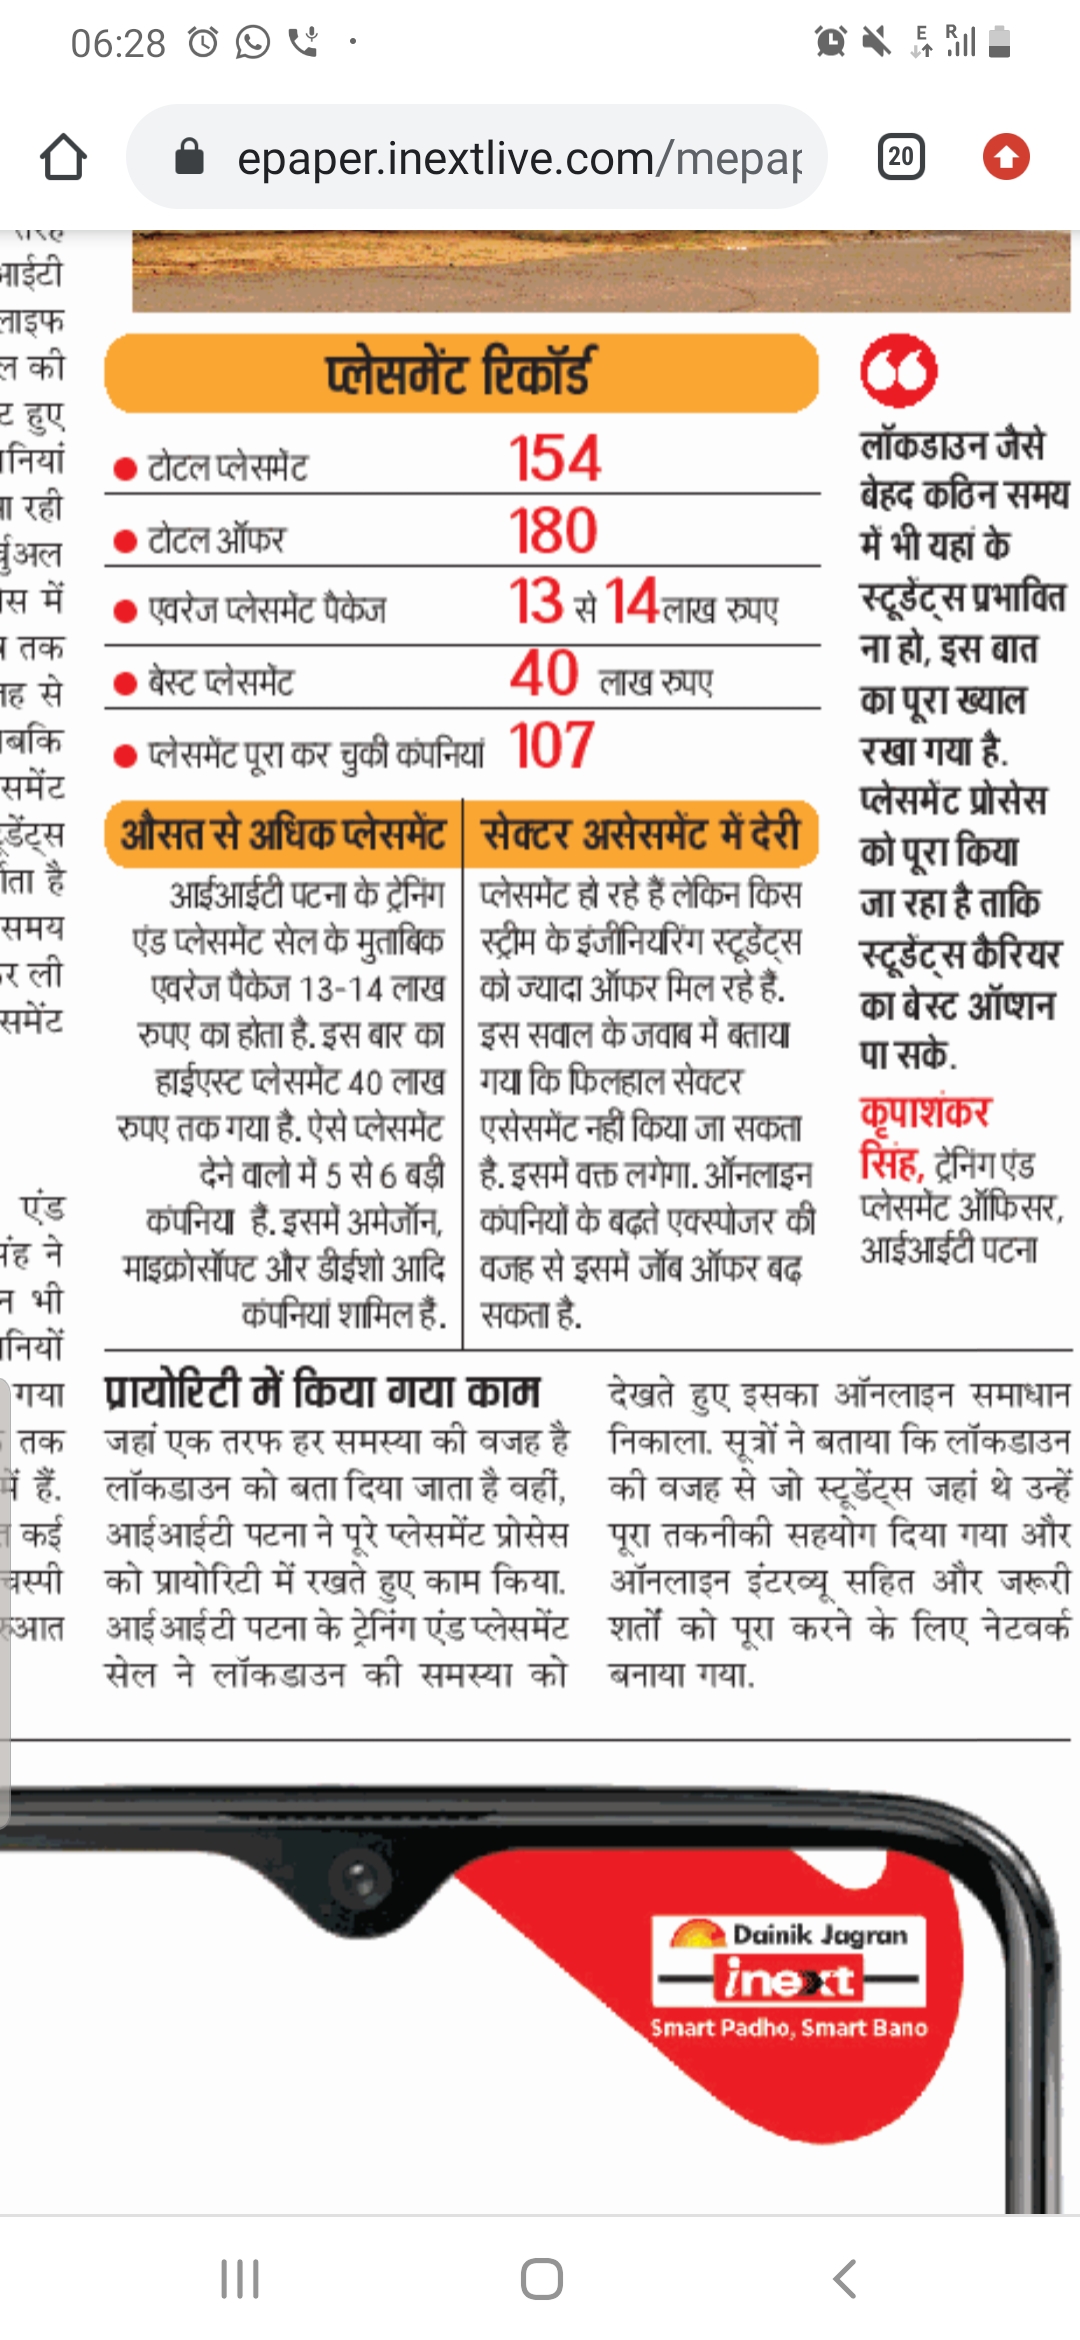 06:28
epaper.inextlive.com/mepap
20
आईटी
लाइफ
ल की
ट हुए
नियां
ा रही
र्चुअल
स में
तक
ह से
बकि
समेंट
डेंट्स
ता है
समय
र ली
समेंट
एंड
ंह ने
न भी
नियों
गया
तक
में हैं.
कई
चस्पी
रुआत
प्लेसमेंट रिकॉर्ड
टोटल प्लेसमेंट 154
टोटल ऑफर 180
एवरेज प्लेसमेंट पैकेज 13 से 14 लाख रुपए
बेस्ट प्लेसमेंट 40 लाख रुपए
प्लेसमेंट पूरा कर चुकी कंपनियां 107
औसत से अधिक प्लेसमेंट
आईआईटी पटना के ट्रेनिंग
एंड प्लेसमेंट सेल के मुताबिक
एवरेज पैकेज 13-14 लाख
रुपए का होता है. इस बार का
हाईएस्ट प्लेसमेंट 40 लाख
रुपए तक गया है. ऐसे प्लेसमेंट
देने वालो में 5 से 6 बड़ी
कंपनिया हैं. इसमें अमेजॉन,
माइक्रोसॉफ्ट और डीईशो आदि
कंपनियां शामिल हैं.
सेक्टर असेसमेंट में देरी
प्लेसमेंट हो रहे हैं लेकिन किस
स्ट्रीम के इंजीनियरिंग स्टूडेंट्स
को ज्यादा ऑफर मिल रहे हैं.
इस सवाल के जवाब में बताया
गया कि फिलहाल सेक्टर
एसेसमेंट नहीं किया जा सकता
है. इसमें वक्त लगेगा. ऑनलाइन
कंपनियों के बढ़ते एक्स्पोजर की
वजह से इसमें जॉब ऑफर बढ़
सकता है.
लॉकडाउन जैसे
बेहद कठिन समय
में भी यहां के
स्टूडेंट्स प्रभावित
ना हो, इस बात
का पूरा ख्याल
रखा गया है.
प्लेसमेंट प्रोसेस
को पूरा किया
जा रहा है ताकि
स्टूडेंट्स कैरियर
का बेस्ट ऑप्शन
पा सके.
कृपाशंकर
सिंह, ट्रेनिंग एंड
प्लेसमेंट ऑफिसर,
आईआईटी पटना
प्रायोरिटी में किया गया काम
जहां एक तरफ हर समस्या की वजह है
लॉकडाउन को बता दिया जाता है वहीं,
आईआईटी पटना ने पूरे प्लेसमेंट प्रोसेस
को प्रायोरिटी में रखते हुए काम किया.
आईआईटी पटना के ट्रेनिंग एंड प्लेसमेंट
सेल ने लॉकडाउन की समस्या को
देखते हुए इसका ऑनलाइन समाधान
निकाला. सूत्रों ने बताया कि लॉकडाउन
की वजह से जो स्टूडेंट्स जहां थे उन्हें
पूरा तकनीकी सहयोग दिया गया और
ऑनलाइन इंटरव्यू सहित और जरूरी
शर्तों को पूरा करने के लिए नेटवर्क
बनाया गया.
Dainik Jagran
inext
Smart Padho, Smart Bano